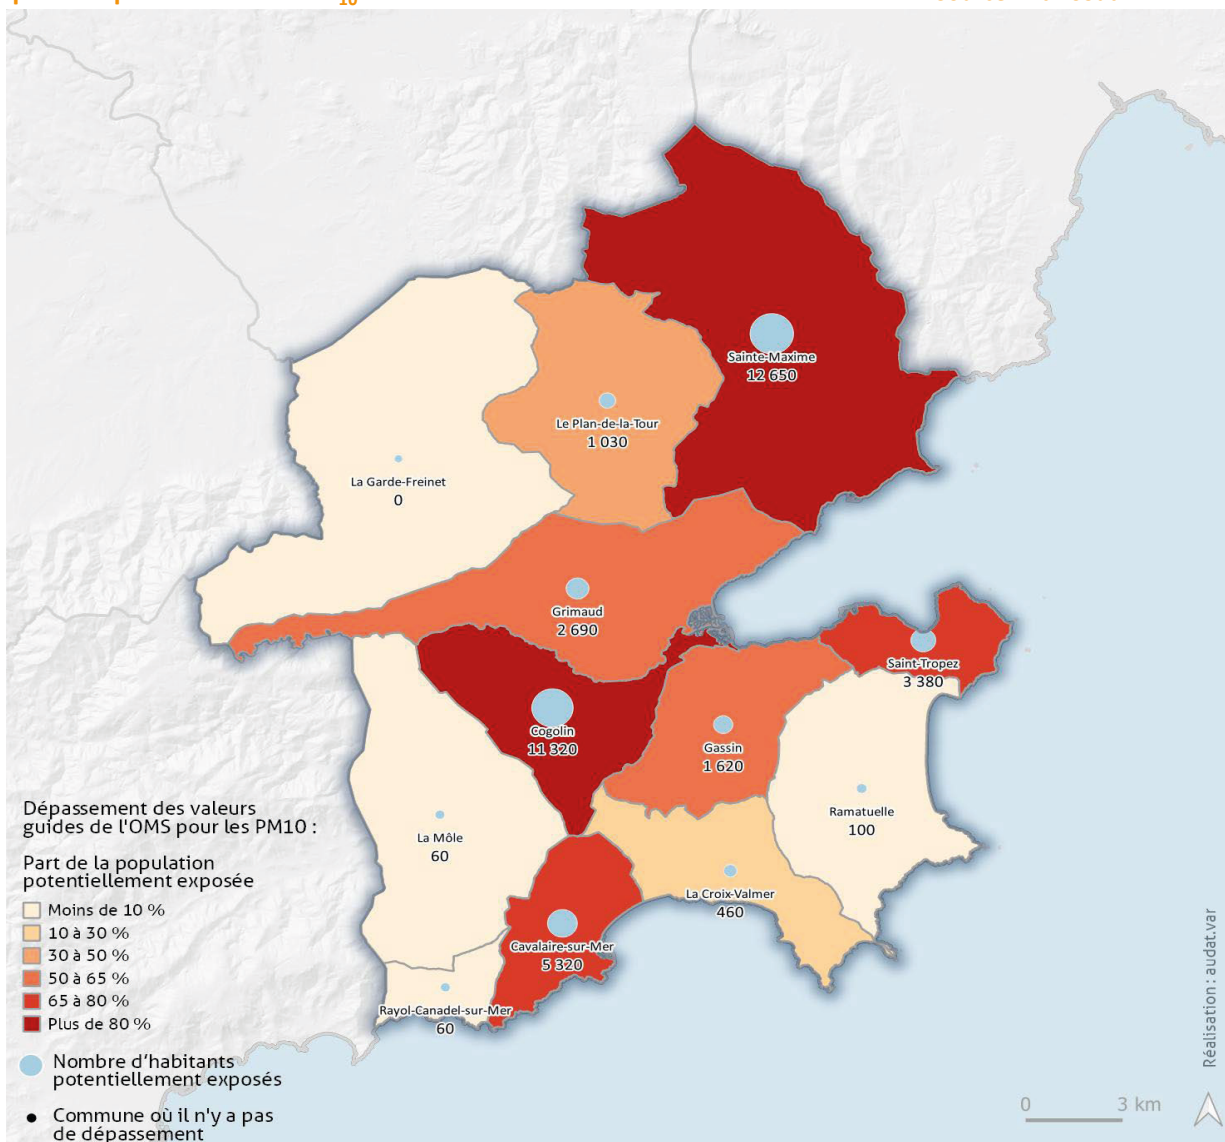 10
Sainte-Maxime
12 650
Le Plan-de-la-Tour
1 030
La Garde-Freinet
0
Grimaud
2 690
Saint-Tropez
3 380
Cogolin
11 320
Gassin
1 620
Ramatuelle
100
La Môle
60
La Croix-Valmer
460
Cavalaire-sur-Mer
5 320
Rayol-Canadel-sur-Mer
60
Dépassement des valeurs
guides de l'OMS pour les PM10 :
Part de la population
potentiellement exposée
Moins de 10 %
10 à 30 %
30 à 50 %
50 à 65 %
65 à 80 %
Plus de 80 %
Nombre d'habitants
potentiellement exposés
Commune où il n'y a pas
de dépassement
0 3 km
Réalisation : audat.var